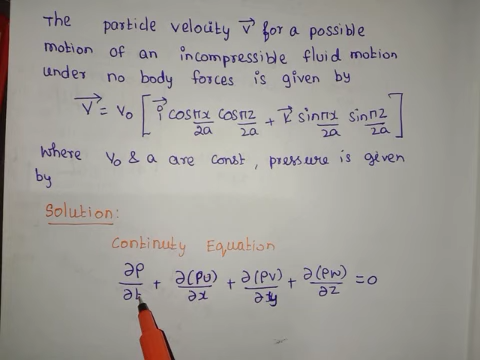 The particle velocity V⃗ for a possible
motion of an incompressible fluid motion
under no body forces is given by
V⃗ = V₀ [ i⃗ cos πx/2a cos πz/2a + k⃗ sin πx/2a sin πz/2a ]
where V₀ & a are const, pressure is given
by
Solution:
Continuity Equation
∂ρ/∂t + ∂(ρu)/∂x + ∂(ρv)/∂y + ∂(ρw)/∂z = 0